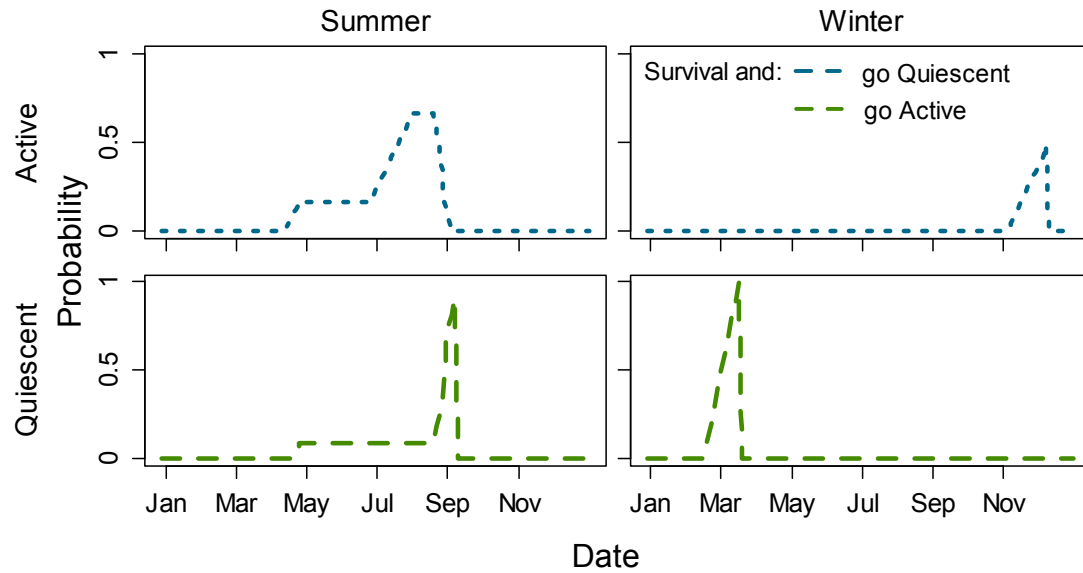 Summer Winter
Survival and: go Quiescent
go Active
Active
Quiescent
Probability
1
0.5
0
1
0.5
0
Jan Mar May Jul Sep Nov Jan Mar May Jul Sep Nov
Date